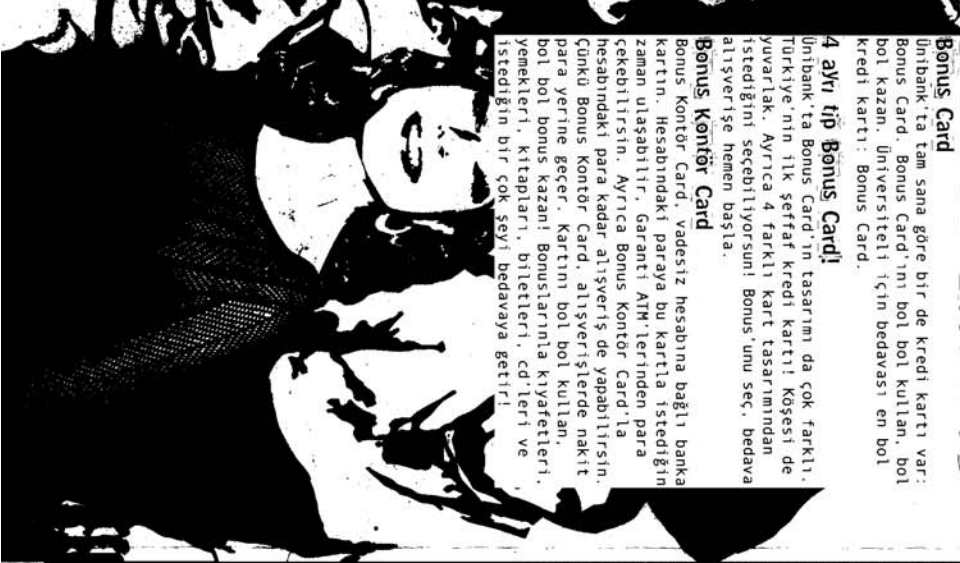 Bonus Card
Ünibank'ta tam sana göre bir de kredi kartı var:
Bonus Card. Bonus Card'ını bol bol kullan, bol
bol kazan. Üniversiteli için bedavası en bol
kredi kartı: Bonus Card.
4 ayrı tip Bonus Card!
Ünibank'ta Bonus Card'ın tasarımı da çok farklı.
Türkiye'nin ilk şeffaf kredi kartı! Köşesi de
yuvarlak. Ayrıca 4 farklı kart tasarımından
istediğini seçebiliyorsun! Bonus'unu seç, bedava
alışverişe hemen başla.
Bonus Kontör Card
Bonus Kontör Card, vadesiz hesabına bağlı banka
kartın. Hesabındaki paraya bu kartla istediğin
zaman ulaşabilir, Garanti ATM'lerinden para
çekebilirsin. Ayrıca Bonus Kontör Card'la
hesabındaki para kadar alışveriş de yapabilirsin.
Çünkü Bonus Kontör Card, alışverişlerde nakit
para yerine geçer. Kartını bol bol kullan,
bol bol bonus kazan! Bonuslarınla kıyafetleri,
yemekleri, kitapları, biletleri, cd'leri ve
istediğin bir çok şeyi bedavaya getir!